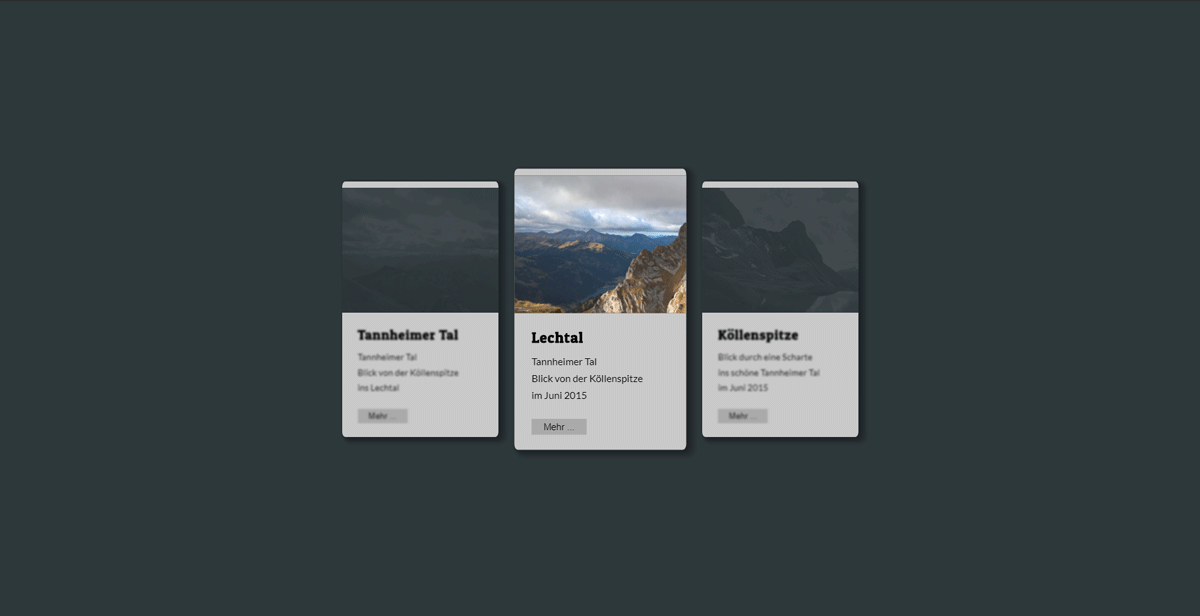 Tannheimer Tal
Tannheimer Tal
Blick von der Köllenspitze
ins Lechtal
Mehr ...
Lechtal
Tannheimer Tal
Blick von der Köllenspitze
im Juni 2015
Mehr ...
Köllenspitze
Blick durch eine Scharte
ins schöne Tannheimer Tal
im Juni 2015
Mehr ...